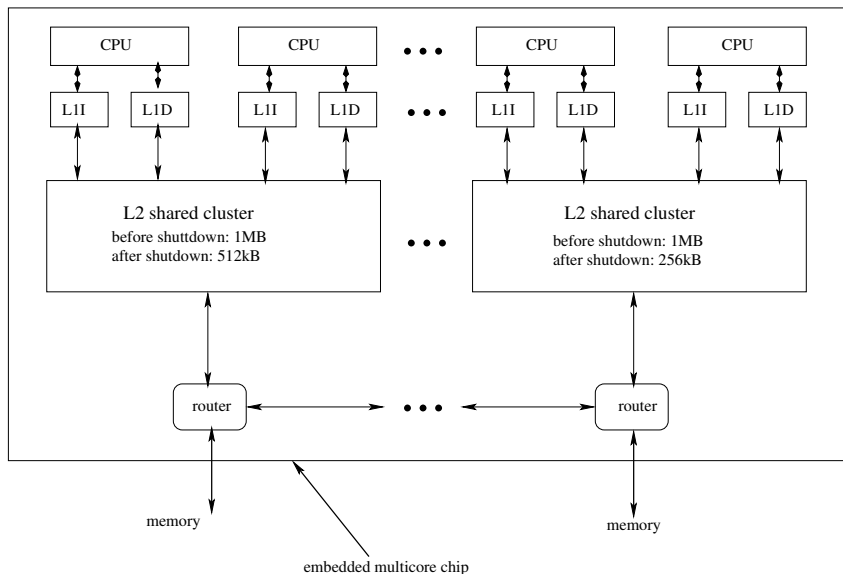 CPU CPU CPU CPU
L1I L1D L1I L1D L1I L1D L1I L1D
L2 shared cluster
before shuttdown: 1MB
after shutdown: 512kB
L2 shared cluster
before shutdown: 1MB
after shutdown: 256kB
router router
memory memory
embedded multicore chip